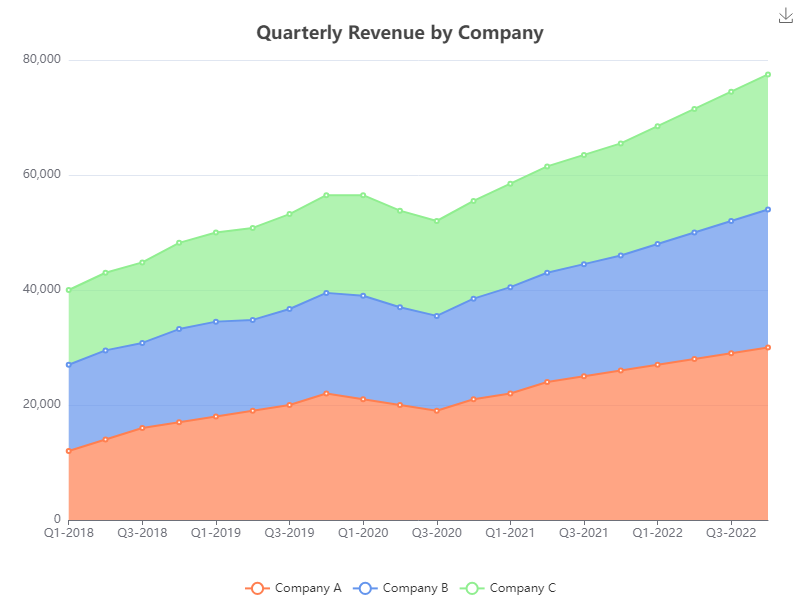 Quarterly Revenue by Company
80,000
60,000
40,000
20,000
0
Q1-2018 Q3-2018 Q1-2019 Q3-2019 Q1-2020 Q3-2020 Q1-2021 Q3-2021 Q1-2022 Q3-2022
Company A Company B Company C